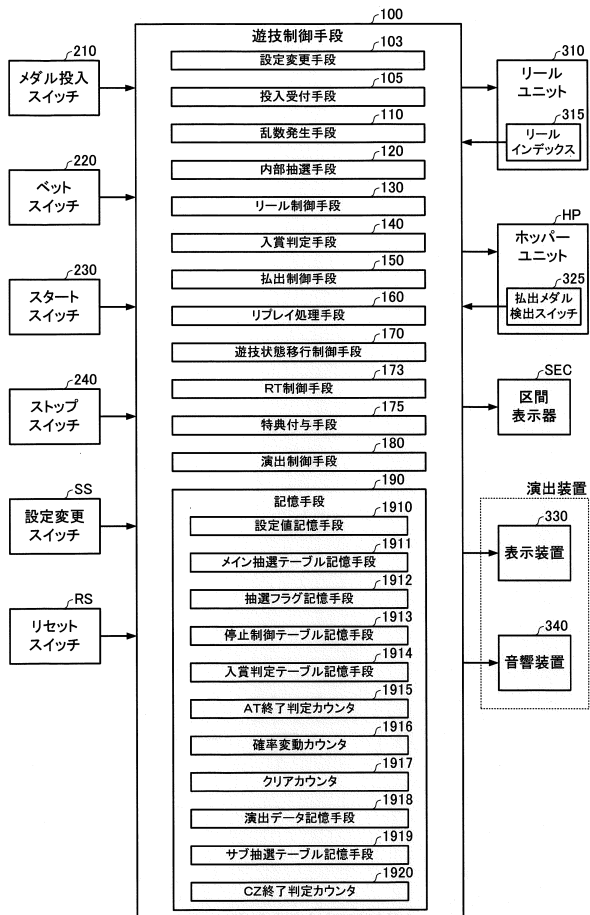 100
遊技制御手段
103
設定変更手段
105
投入受付手段
110
乱数発生手段
120
内部抽選手段
130
リール制御手段
140
入賞判定手段
150
払出制御手段
160
リプレイ処理手段
170
遊技状態移行制御手段
173
RT制御手段
175
特典付与手段
180
演出制御手段
190
記憶手段
1910
設定値記憶手段
1911
メイン抽選テーブル記憶手段
1912
抽選フラグ記憶手段
1913
停止制御テーブル記憶手段
1914
入賞判定テーブル記憶手段
1915
AT終了判定カウンタ
1916
確率変動カウンタ
1917
クリアカウンタ
1918
演出データ記憶手段
1919
サブ抽選テーブル記憶手段
1920
CZ終了判定カウンタ
210
メダル投入
スイッチ
220
ベット
スイッチ
230
スタート
スイッチ
240
ストップ
スイッチ
SS
設定変更
スイッチ
RS
リセット
スイッチ
310
リール
ユニット
315
リール
インデックス
HP
ホッパー
ユニット
325
払出メダル
検出スイッチ
SEC
区間
表示器
演出装置
330
表示装置
340
音響装置